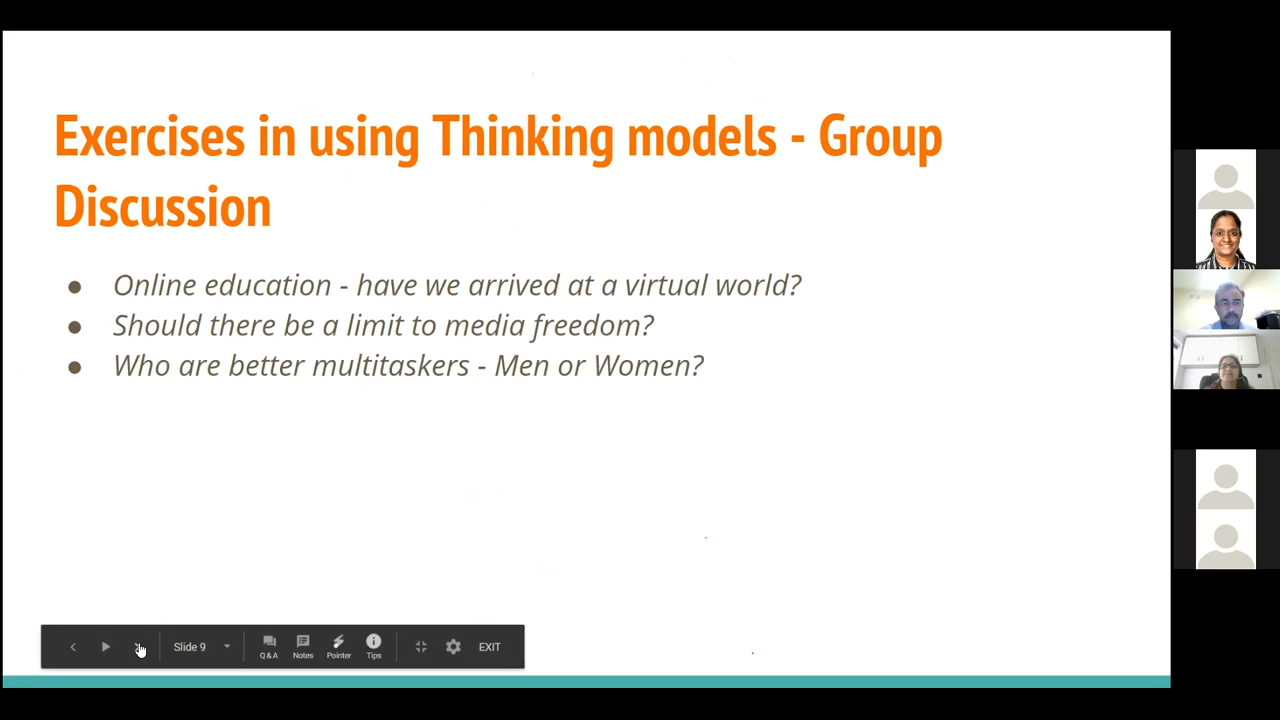 Exercises in using Thinking models - Group
Discussion
● Online education - have we arrived at a virtual world?
● Should there be a limit to media freedom?
● Who are better multitaskers - Men or Women?
Slide 9
Q&A
Notes
Pointer
Tips
EXIT